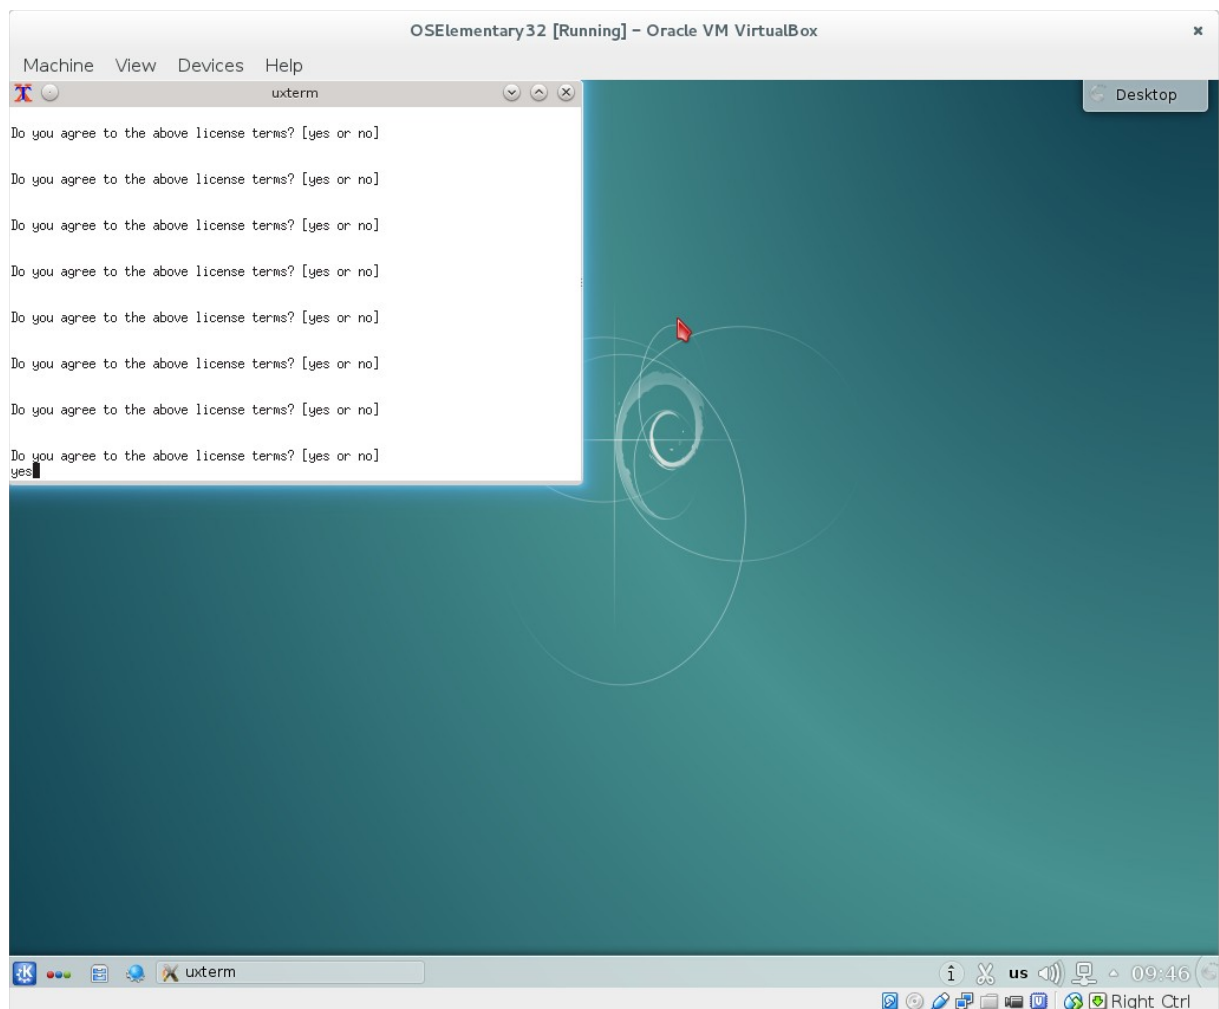 OSElementary32 [Running] – Oracle VM VirtualBox
Machine View Devices Help
uxterm
Desktop
Do you agree to the above license terms? [yes or no]
Do you agree to the above license terms? [yes or no]
Do you agree to the above license terms? [yes or no]
Do you agree to the above license terms? [yes or no]
Do you agree to the above license terms? [yes or no]
Do you agree to the above license terms? [yes or no]
Do you agree to the above license terms? [yes or no]
Do you agree to the above license terms? [yes or no]
yes
uxterm us 09:46
Right Ctrl